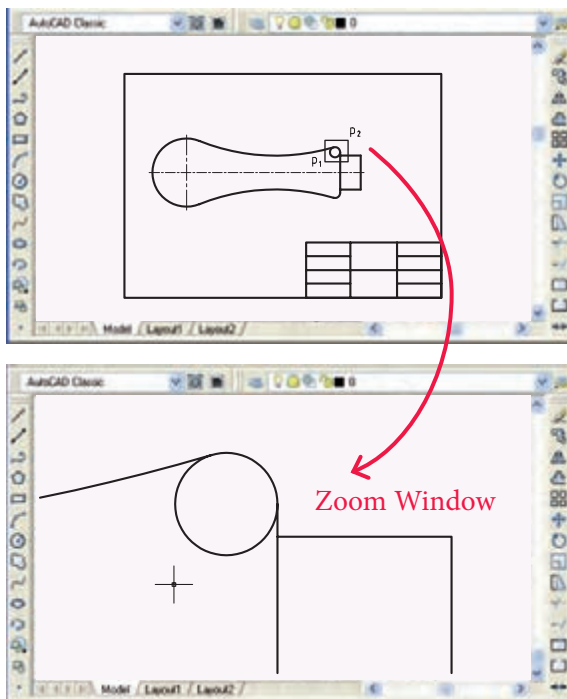 AutoCAD Classic 0
p2
p1
Model / Layout1 / Layout2 /
AutoCAD Classic 0
Zoom Window
Model / Layout1 / Layout2 /